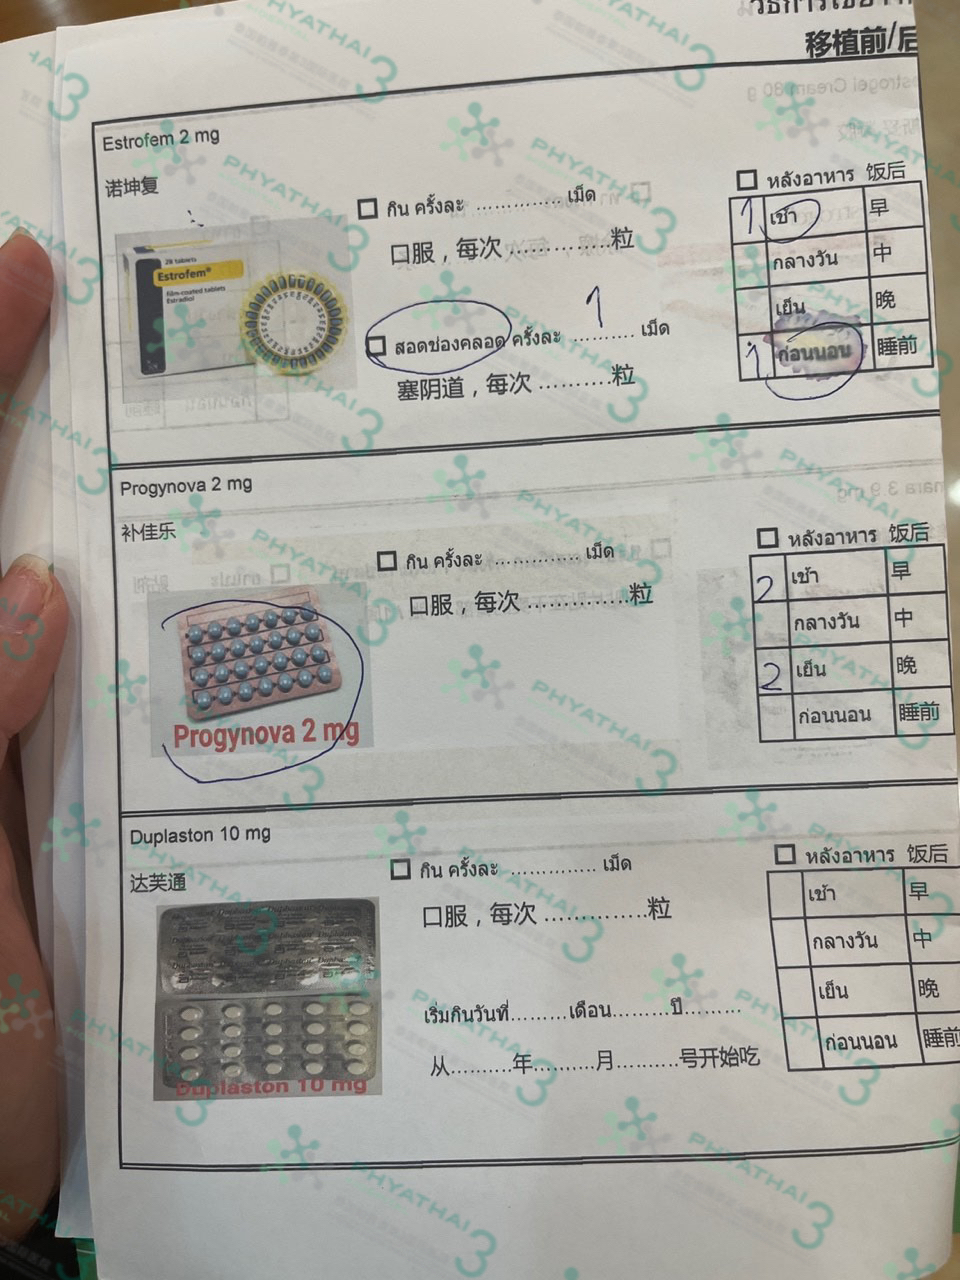 移植前/后
Estrofem 2 mg
诺坤复
28 tablets
Estrofem®
film-coated tablets
Estradiol
กิน ครั้งละ .............. เม็ด
口服，每次 ............粒
สอดช่องคลอด ครั้งละ 1 เม็ด
塞阴道，每次 ..........粒
หลังอาหาร 饭后
1 เช้า 早
กลางวัน 中
เย็น 晚
1 ก่อนนอน 睡前
Progynova 2 mg
补佳乐
Progynova 2 mg
กิน ครั้งละ .............. เม็ด
口服，每次 ..............粒
หลังอาหาร 饭后
2 เช้า 早
กลางวัน 中
2 เย็น 晚
ก่อนนอน 睡前
Duplaston 10 mg
达芙通
Duplaston 10 mg
กิน ครั้งละ .............. เม็ด
口服，每次 ..............粒
เริ่มกินวันที่.........เดือน.........ปี.........
从.........年.........月.........号开始吃
หลังอาหาร 饭后
เช้า 早
กลางวัน 中
เย็น 晚
ก่อนนอน 睡前
PHYATHAI 3